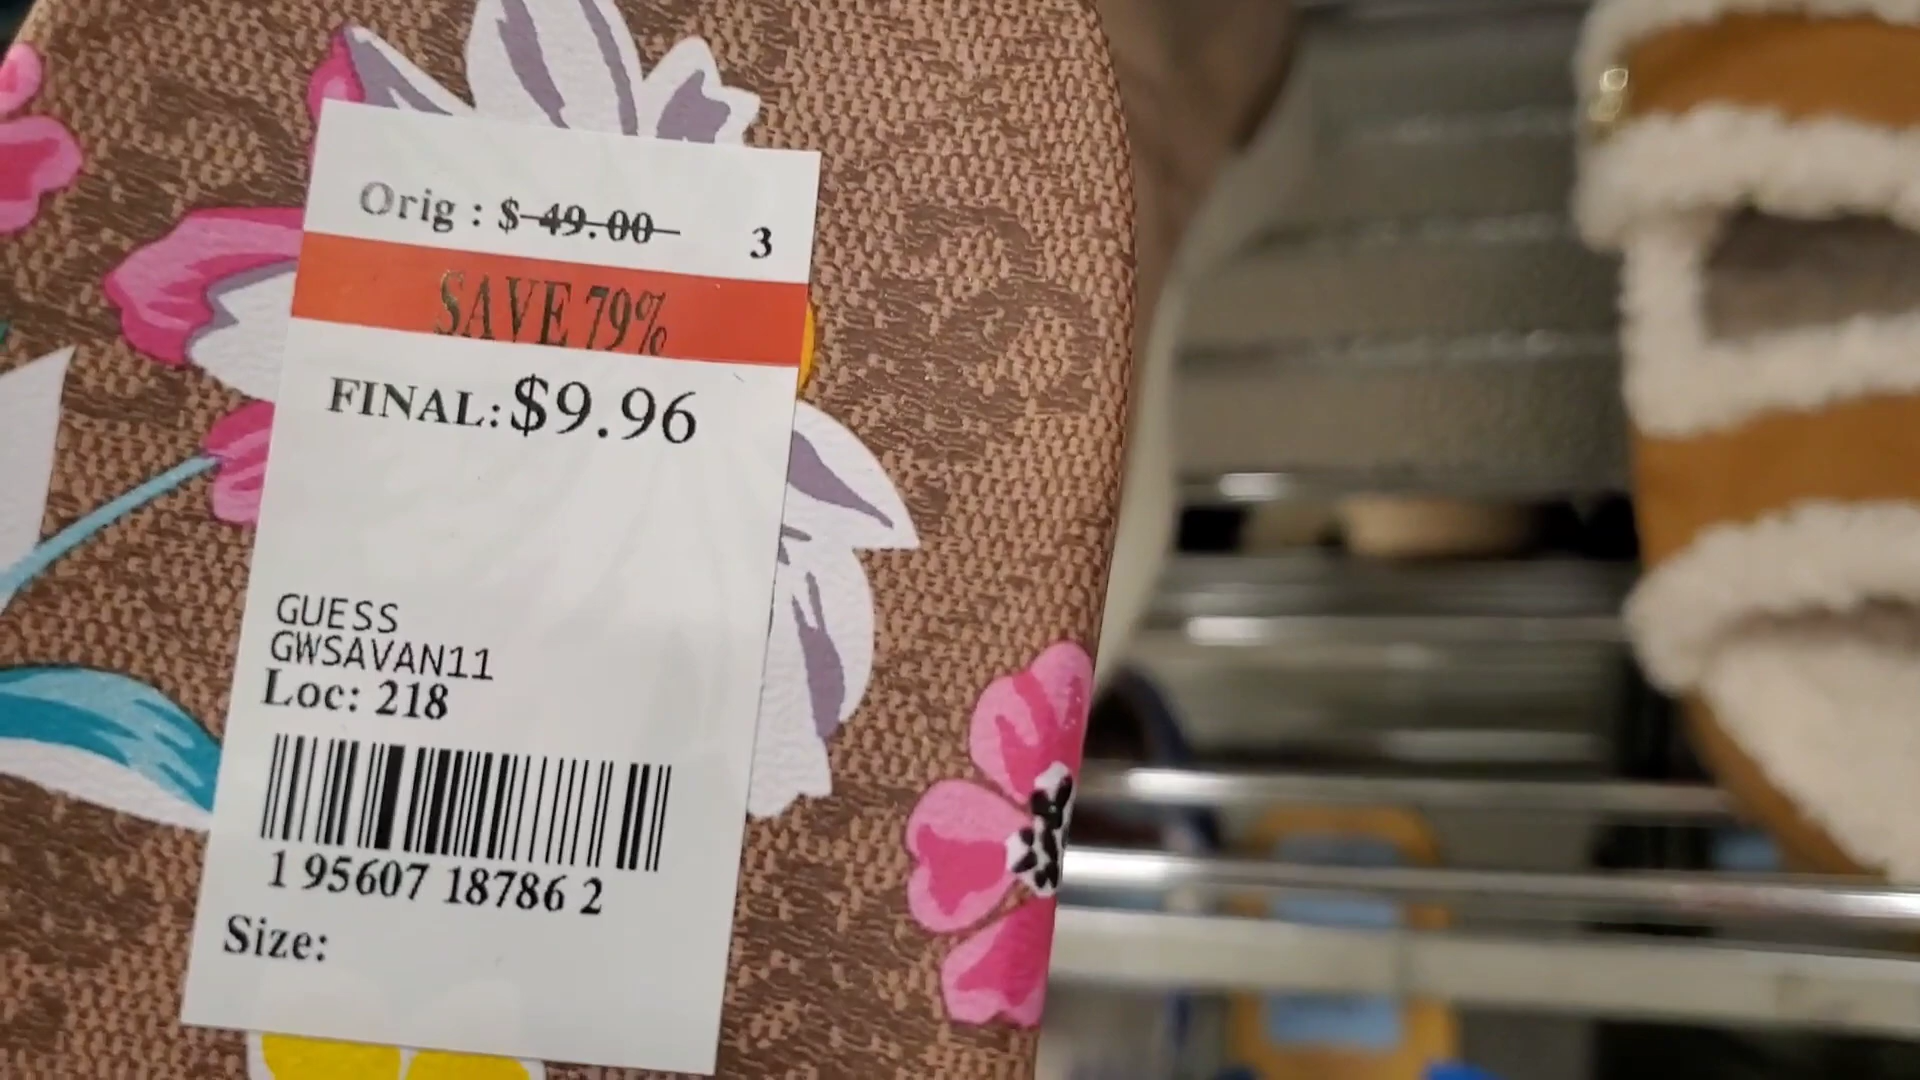 Orig : $ 49.00 3
SAVE 79%
FINAL: $9.96
GUESS
GWSAVAN11
Loc: 218
1 95607 18786 2
Size: